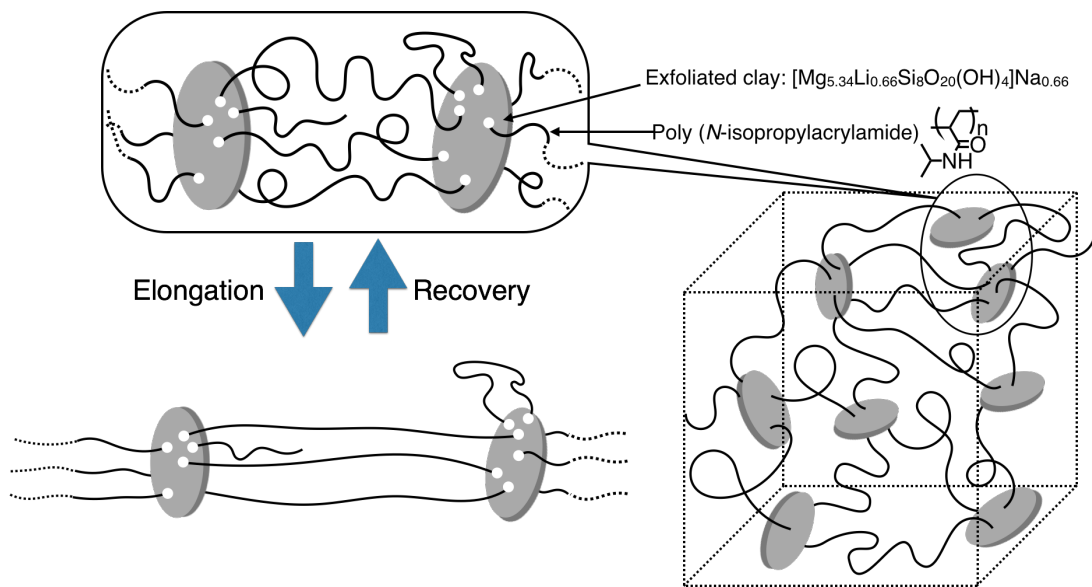 Exfoliated clay: [Mg5.34Li0.66Si8O20(OH)4]Na0.66
Poly (N-isopropylacrylamide)
n
O
NH
Elongation
Recovery